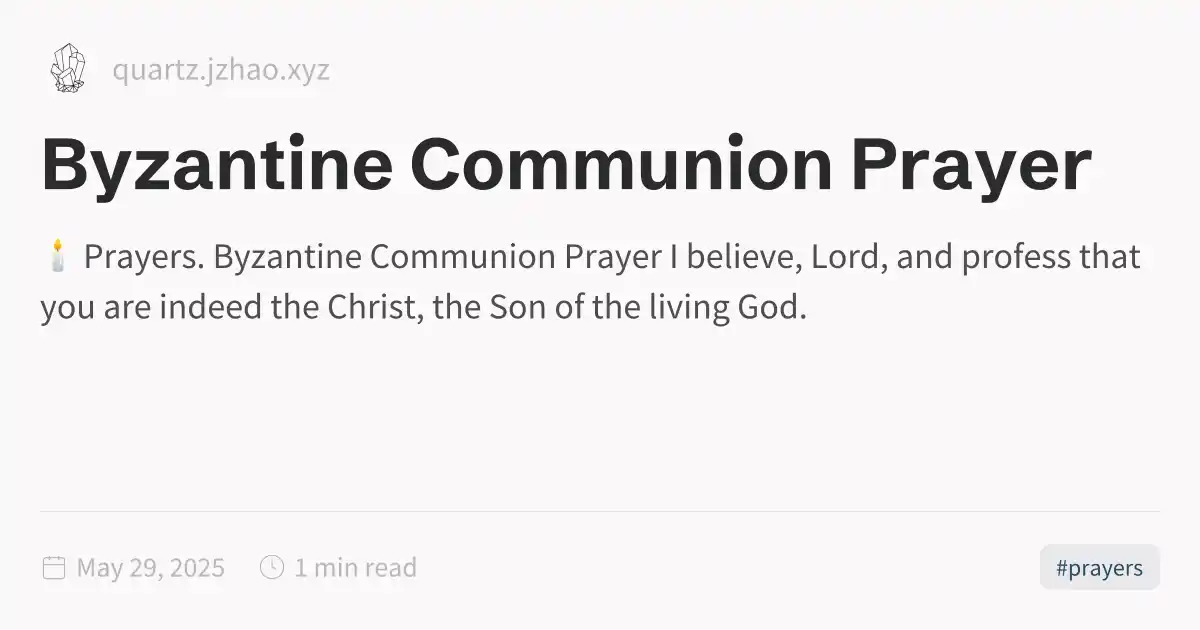 quartz.jzhao.xyz
Byzantine Communion Prayer
🕯️ Prayers. Byzantine Communion Prayer I believe, Lord, and profess that
you are indeed the Christ, the Son of the living God.
May 29, 2025 1 min read
#prayers